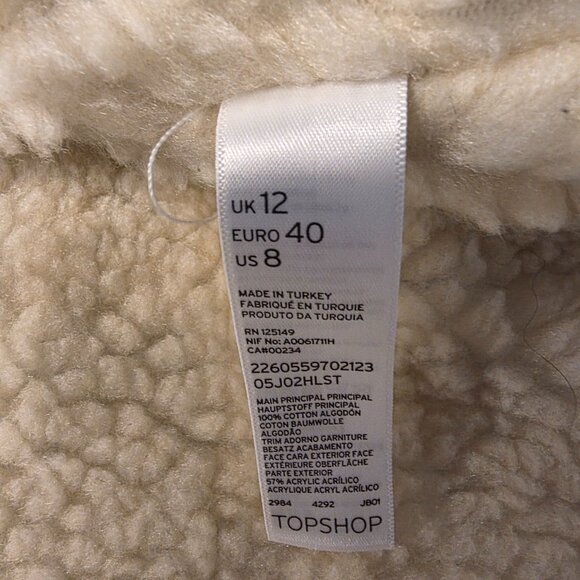 UK 12
EURO 40
US 8
MADE IN TURKEY
FABRIQUÉ EN TURQUIE
PRODUTO DA TURQUIA
RN 125149
NIF No: A0061711H
CA#00234
2260559702123
05J02HLST
MAIN PRINCIPAL PRINCIPAL
HAUPTSTOFF PRINCIPAL
100% COTTON ALGODÓN
COTON BAUMWOLLE
ALGODÃO
TRIM ADORNO GARNITURE
BESATZ ACABAMENTO
FACE CARA EXTERIOR FACE
EXTÉRIEURE OBERFLÄCHE
PARTE EXTERIOR
57% ACRYLIC ACRÍLICO
ACRYLIQUE ACRYL ACRÍLICO
2984 4292 JB01
TOPSHOP